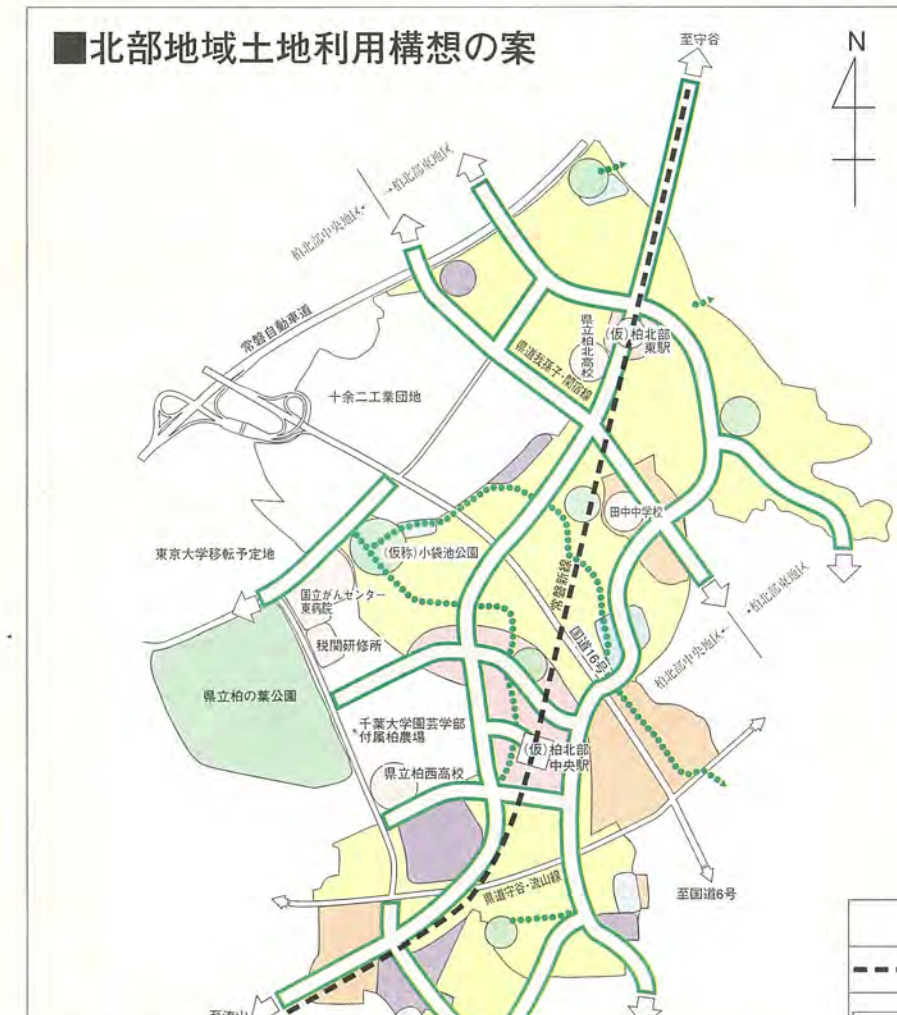 ■北部地域土地利用構想の案
至守谷
N
柏北部中央地区← →柏北部東地区
常磐自動車道
県立柏北高校
(仮)柏北部
東駅
県道我孫子・関宿線
十余二工業団地
田中中学校
東京大学移転予定地
(仮称)小袋池公園
常磐新線
国立がんセンター
東病院
税関研修所
国道16号
柏北部中央地区← →柏北部東地区
県立柏の葉公園
千葉大学園芸学部
付属柏農場
(仮)柏北部
中央駅
県立柏西高校
県道守谷・流山線
至国道6号
至流山